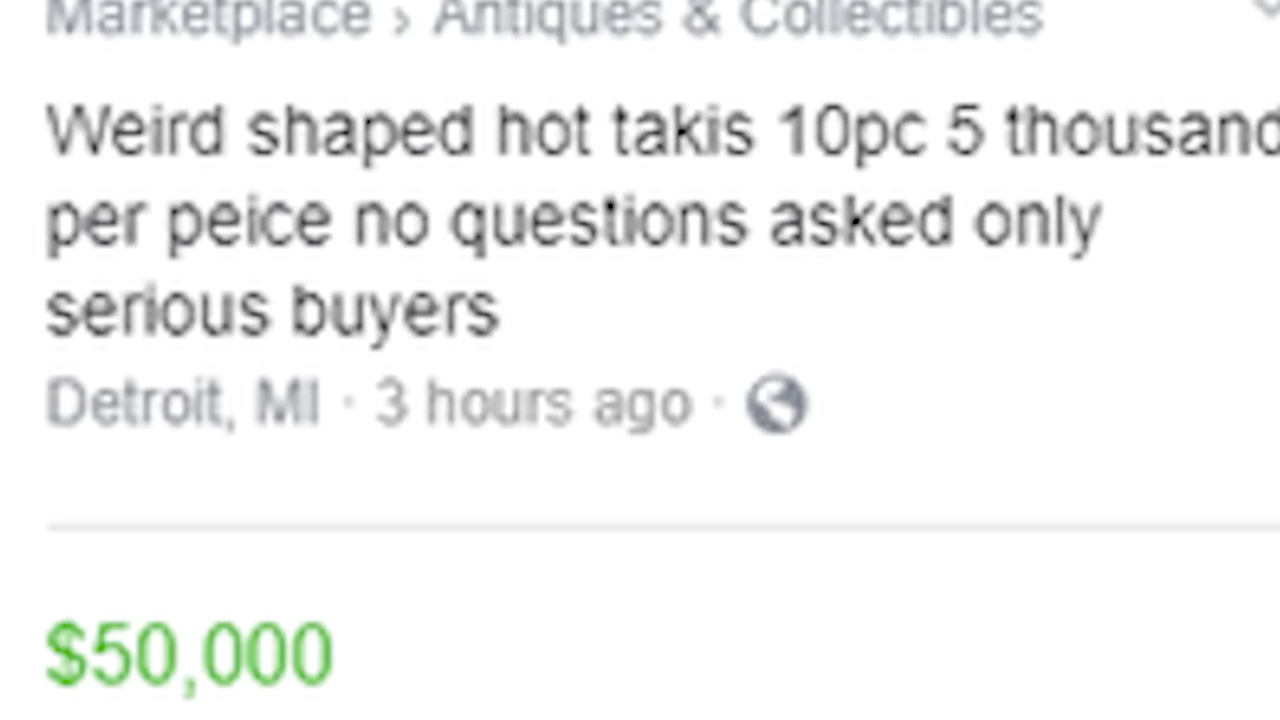 Marketplace › Antiques & Collectibles
Weird shaped hot takis 10pc 5 thousand
per peice no questions asked only
serious buyers
Detroit, MI · 3 hours ago ·
$50,000